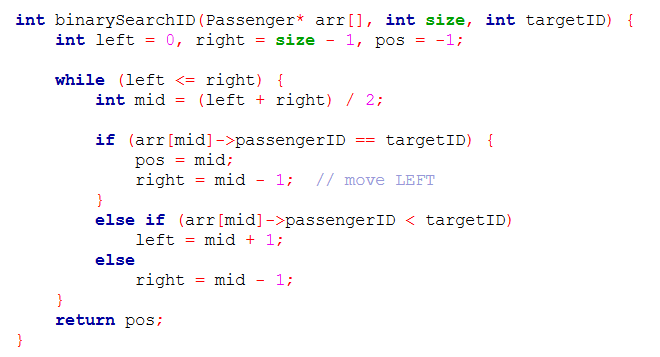 int binarySearchID(Passenger* arr[], int size, int targetID) {
    int left = 0, right = size - 1, pos = -1;

    while (left <= right) {
        int mid = (left + right) / 2;

        if (arr[mid]->passengerID == targetID) {
            pos = mid;
            right = mid - 1;  // move LEFT
        }
        else if (arr[mid]->passengerID < targetID)
            left = mid + 1;
        else
            right = mid - 1;
    }
    return pos;
}